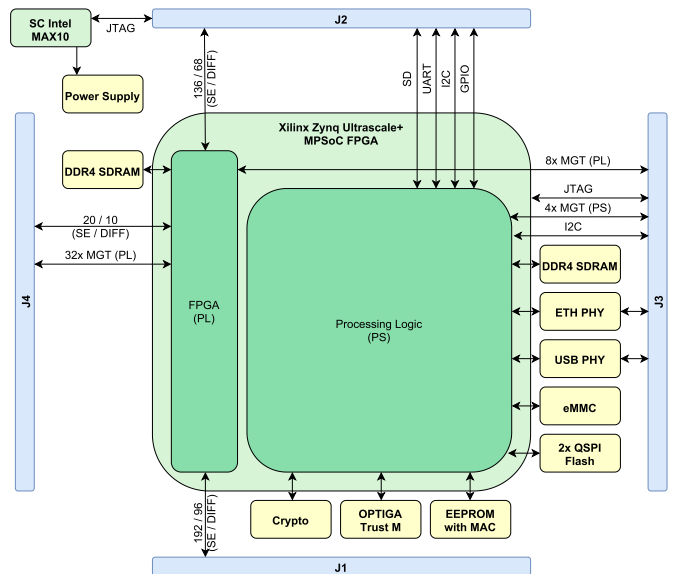 SC Intel
MAX10
JTAG
J2
Power Supply
136 / 68
(SE / DIFF)
SD
UART
I2C
GPIO
Xilinx Zynq Ultrascale+
MPSoC FPGA
DDR4 SDRAM
8x MGT (PL)
JTAG
4x MGT (PS)
I2C
20 / 10
(SE / DIFF)
32x MGT (PL)
J4
FPGA
(PL)
Processing Logic
(PS)
DDR4 SDRAM
ETH PHY
USB PHY
eMMC
2x QSPI
Flash
J3
192 / 96
(SE / DIFF)
Crypto
OPTIGA
Trust M
EEPROM
with MAC
J1